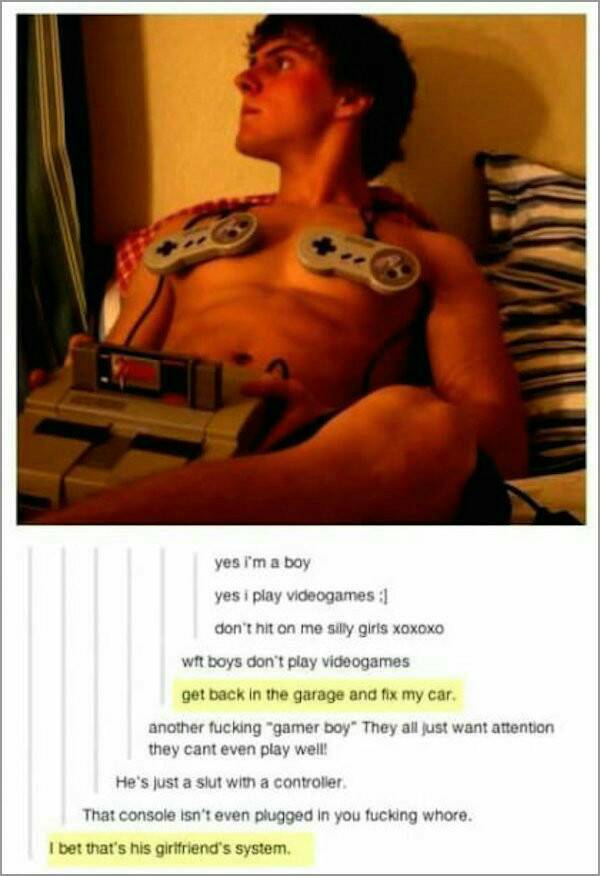 yes i'm a boy
yes i play videogames :]
don't hit on me silly girls xoxoxo
wft boys don't play videogames
get back in the garage and fix my car.
another fucking "gamer boy" They all just want attention
they cant even play well!
He's just a slut with a controller.
That console isn't even plugged in you fucking whore.
I bet that's his girlfriend's system.